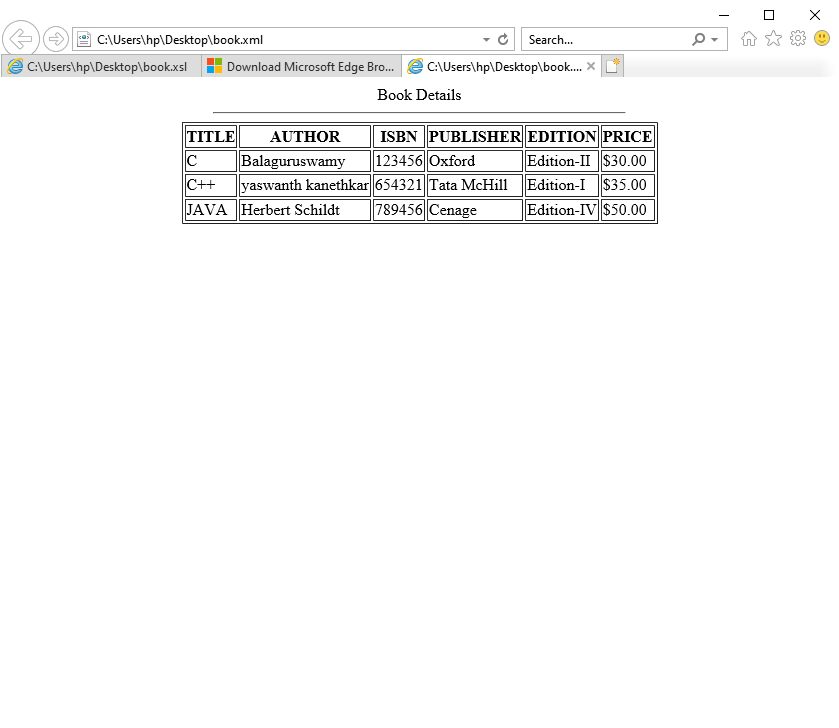 C:\Users\hp\Desktop\book.xml Search...
C:\Users\hp\Desktop\book.xsl Download Microsoft Edge Bro... C:\Users\hp\Desktop\book....
Book Details
TITLE AUTHOR ISBN PUBLISHER EDITION PRICE
C Balaguruswamy 123456 Oxford Edition-II $30.00
C++ yaswanth kanethkar 654321 Tata McHill Edition-I $35.00
JAVA Herbert Schildt 789456 Cenage Edition-IV $50.00